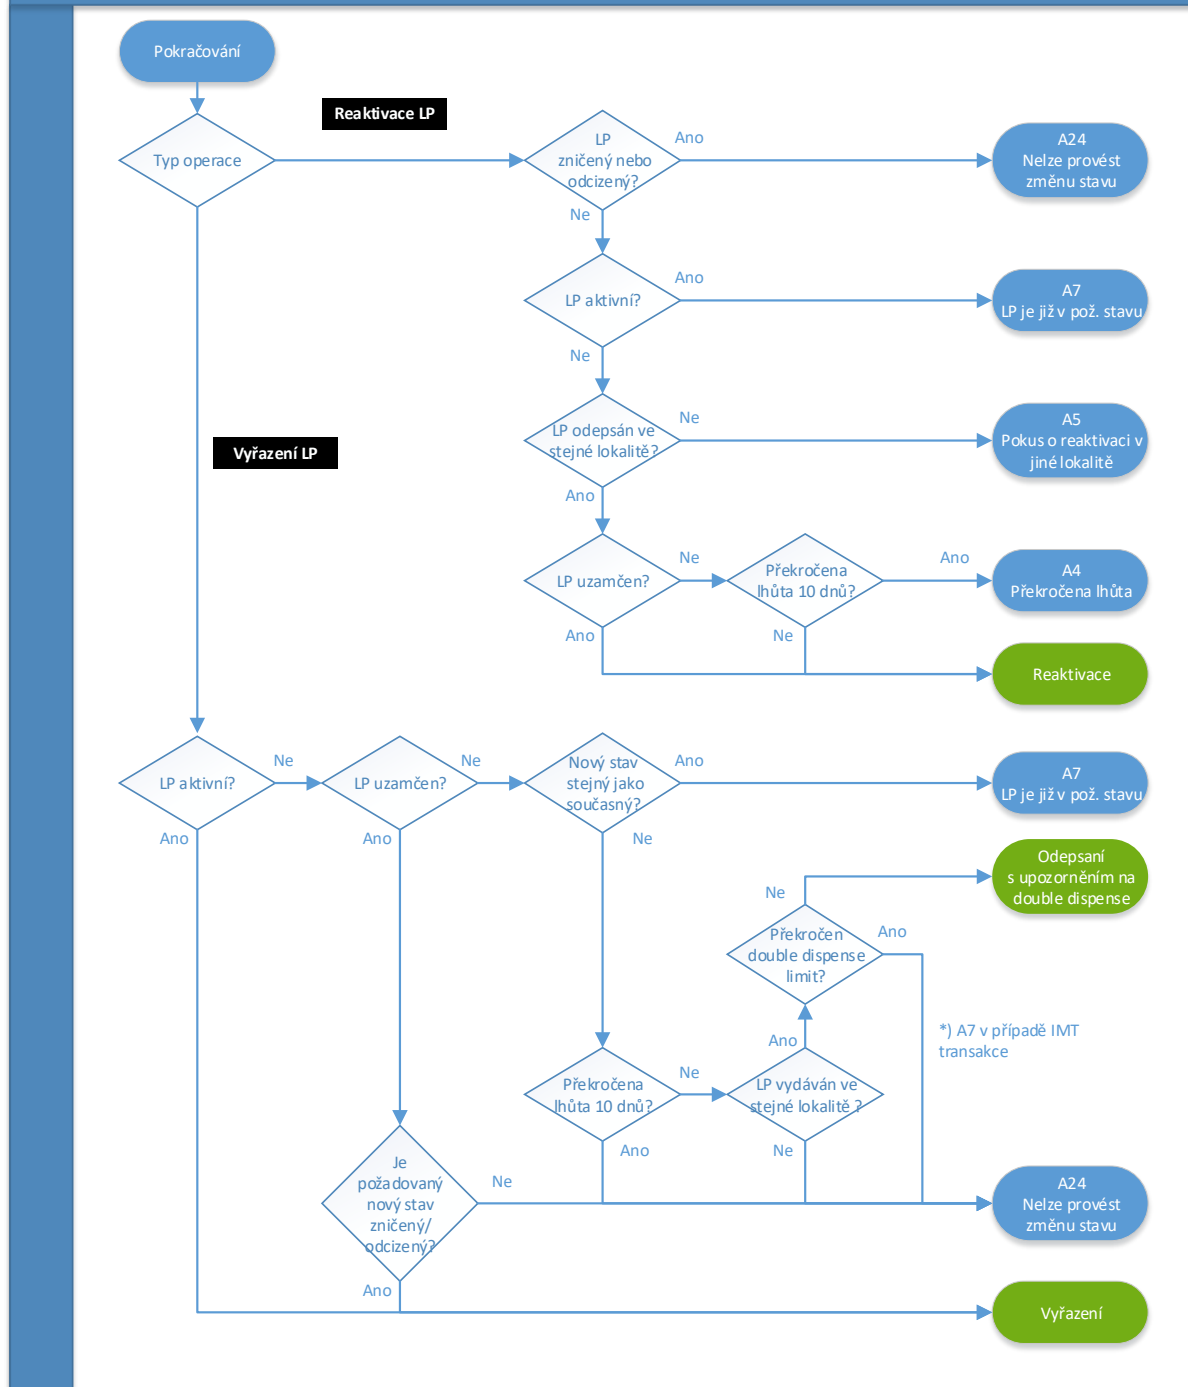 Pokračování
Reaktivace LP
Typ operace
LP
zničený nebo
odcizený?
Ano
A24
Nelze provést
změnu stavu
Ne
LP aktivní?
Ano
A7
LP je již v pož. stavu
Ne
LP odepsán ve
stejné lokalitě?
Ne
A5
Pokus o reaktivaci v
jiné lokalitě
Vyřazení LP
Ano
LP uzamčen?
Ne
Překročena
lhůta 10 dnů?
Ano
A4
Překročena lhůta
Ano
Ne
Reaktivace
LP aktivní?
Ne
LP uzamčen?
Ne
Nový stav
stejný jako
současný?
Ano
A7
LP je již v pož. stavu
Ano
Ano
Ne
Odepsaní
s upozorněním na
double dispense
Ne
Překročen
double dispense
limit?
Ano
*) A7 v případě IMT
transakce
Ano
Překročena
lhůta 10 dnů?
Ne
LP vydáván ve
stejné lokalitě ?
Ano
Ne
Je
požadovaný
nový stav
zničený/
odcizený?
Ne
A24
Nelze provést
změnu stavu
Ano
Vyřazení